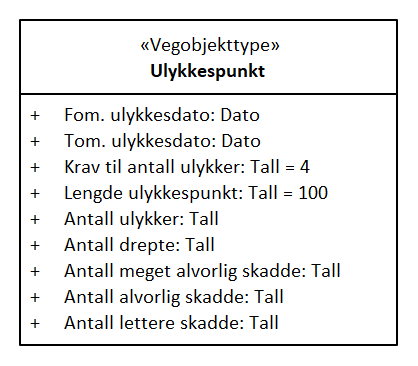 «Vegobjekttype»
Ulykkespunkt
+ Fom. ulykkesdato: Dato
+ Tom. ulykkesdato: Dato
+ Krav til antall ulykker: Tall = 4
+ Lengde ulykkespunkt: Tall = 100
+ Antall ulykker: Tall
+ Antall drepte: Tall
+ Antall meget alvorlig skadde: Tall
+ Antall alvorlig skadde: Tall
+ Antall lettere skadde: Tall